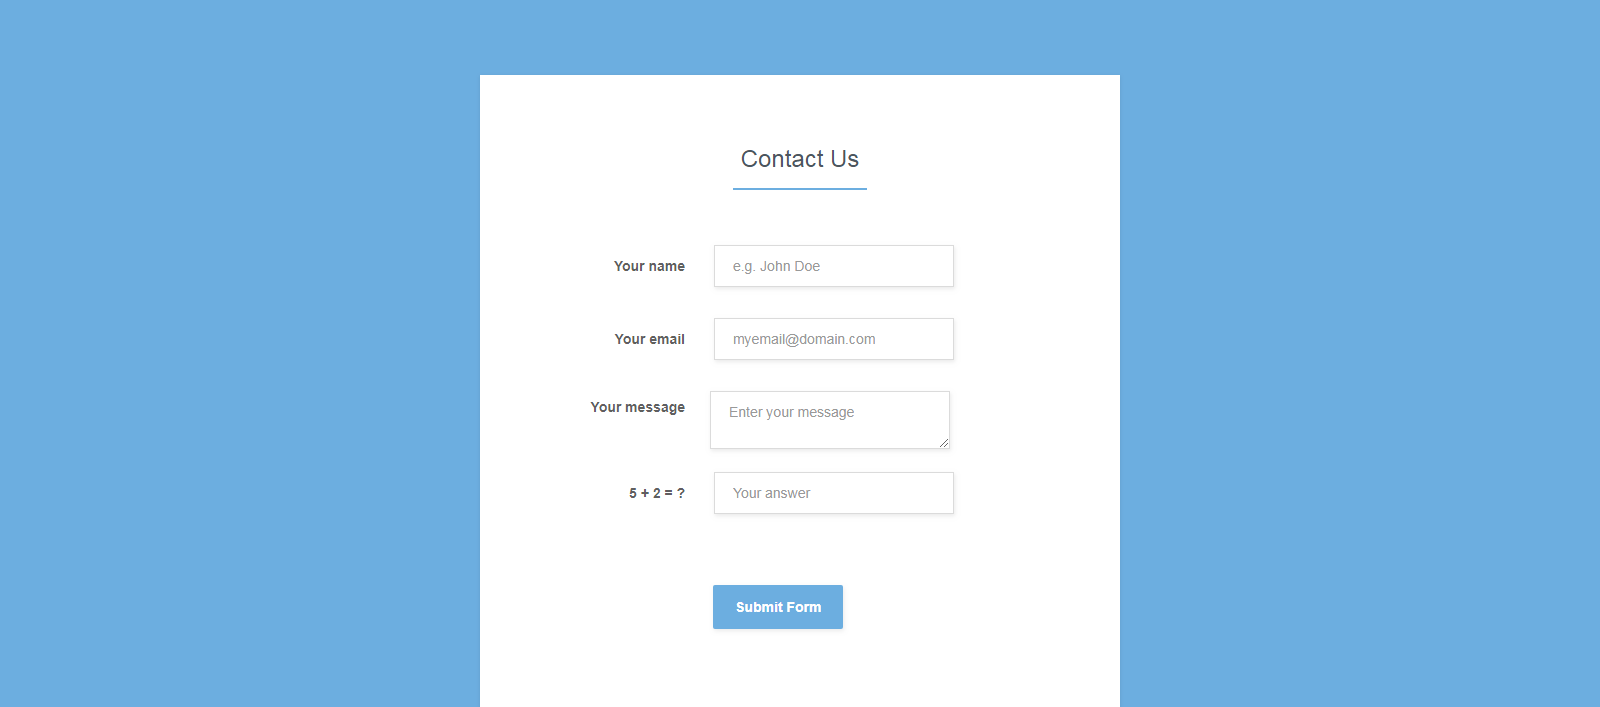 Contact Us
Your name
e.g. John Doe
Your email
myemail@domain.com
Your message
Enter your message
5 + 2 = ?
Your answer
Submit Form